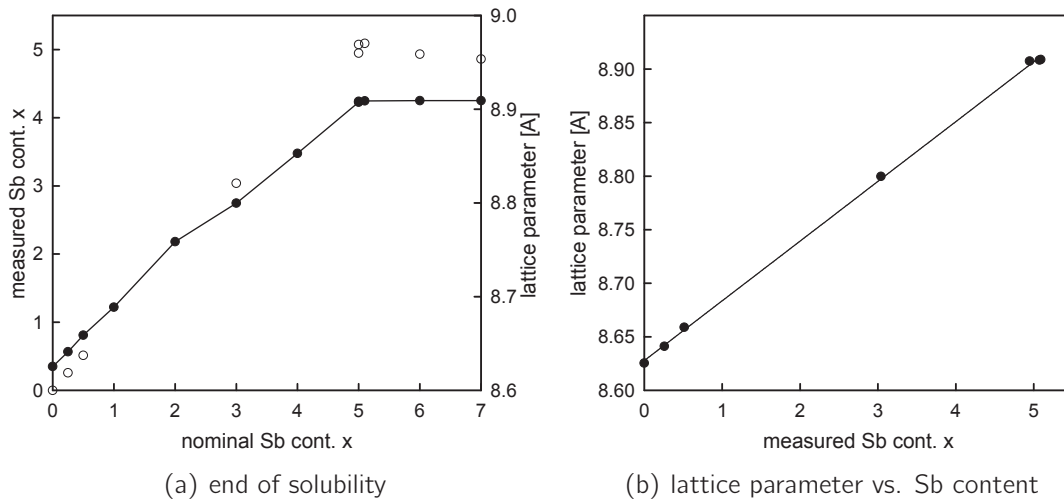 measured Sb cont. x
5
4
3
2
1
0
9.0
8.9
8.8
8.7
8.6
lattice parameter [A]
0 1 2 3 4 5 6 7
nominal Sb cont. x
(a) end of solubility
lattice parameter [A]
8.90
8.85
8.80
8.75
8.70
8.65
8.60
0 1 2 3 4 5
measured Sb cont. x
(b) lattice parameter vs. Sb content